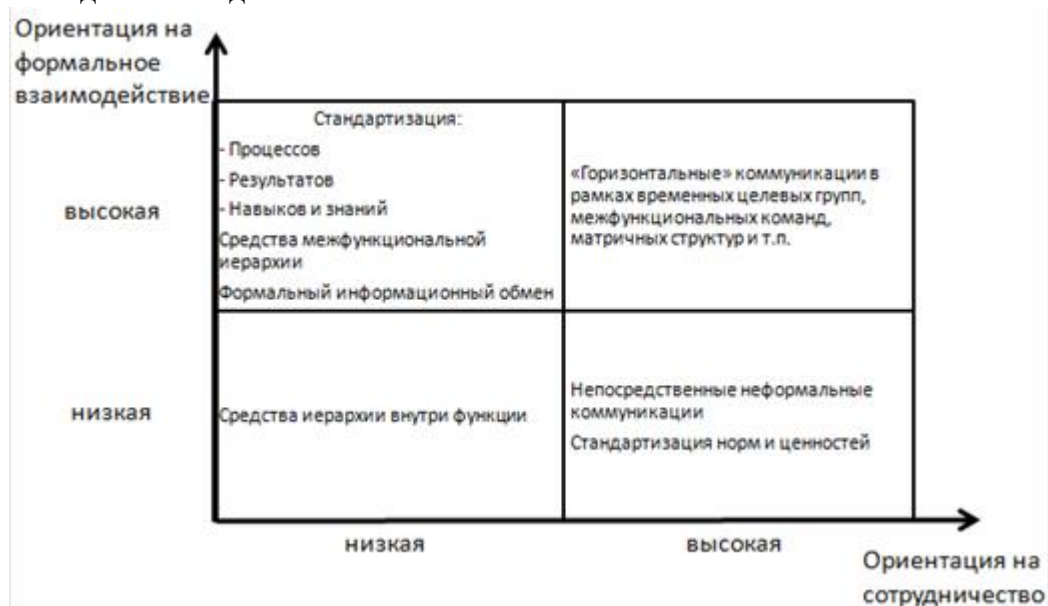 Ориентация на
формальное
взаимодействие
Стандартизация:
- Процессов
- Результатов
- Навыков и знаний
Средства межфункциональной
иерархии
Формальный информационный обмен
«Горизонтальные» коммуникации в
рамках временных целевых групп,
межфункциональных команд,
матричных структур и т.п.
высокая
низкая
Средства иерархии внутри функции
Непосредственные неформальные
коммуникации
Стандартизация норм и ценностей
низкая
высокая
Ориентация на
сотрудничество